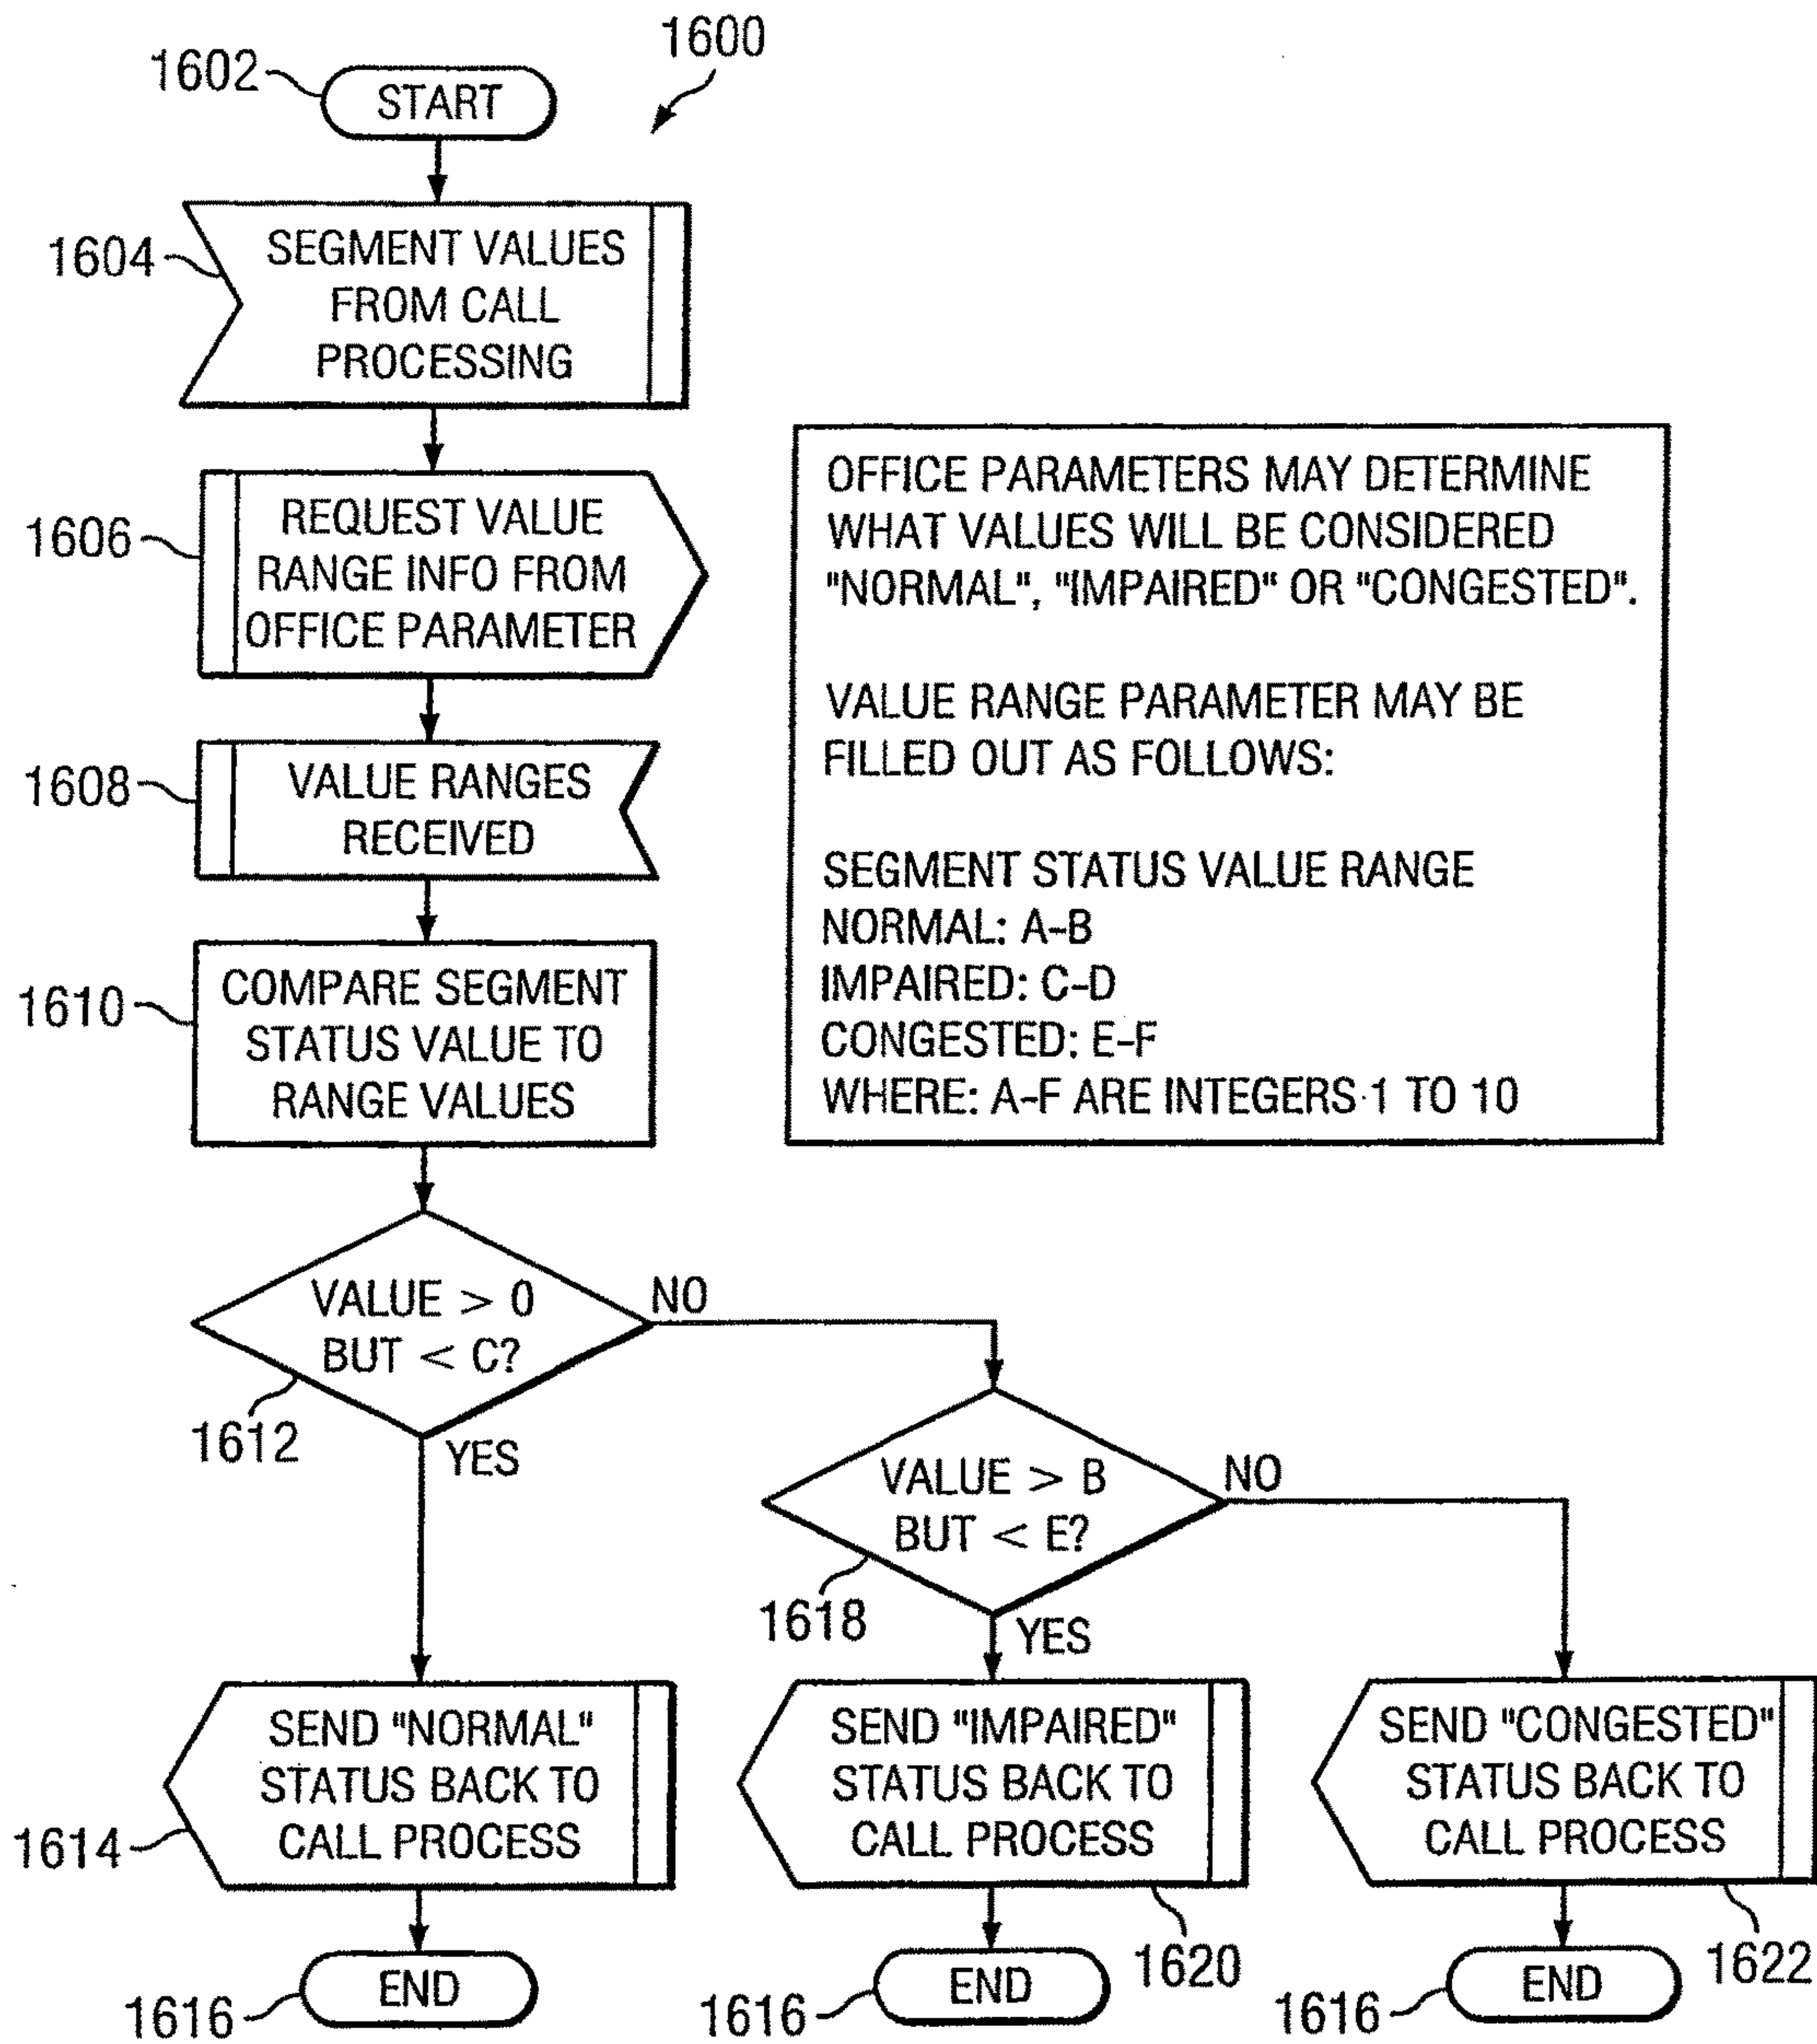 1600
1602
START
1604
SEGMENT VALUES
FROM CALL
PROCESSING
1606
REQUEST VALUE
RANGE INFO FROM
OFFICE PARAMETER
1608
VALUE RANGES
RECEIVED
1610
COMPARE SEGMENT
STATUS VALUE TO
RANGE VALUES
OFFICE PARAMETERS MAY DETERMINE
WHAT VALUES WILL BE CONSIDERED
"NORMAL", "IMPAIRED" OR "CONGESTED".
VALUE RANGE PARAMETER MAY BE
FILLED OUT AS FOLLOWS:
SEGMENT STATUS VALUE RANGE
NORMAL: A-B
IMPAIRED: C-D
CONGESTED: E-F
WHERE: A-F ARE INTEGERS 1 TO 10
VALUE > 0
BUT < C?
NO
1612
YES
VALUE > B
BUT < E?
NO
1618
YES
SEND "NORMAL"
STATUS BACK TO
CALL PROCESS
1614
SEND "IMPAIRED"
STATUS BACK TO
CALL PROCESS
1620
SEND "CONGESTED"
STATUS BACK TO
CALL PROCESS
1622
END
1616
END
1616
END
1616